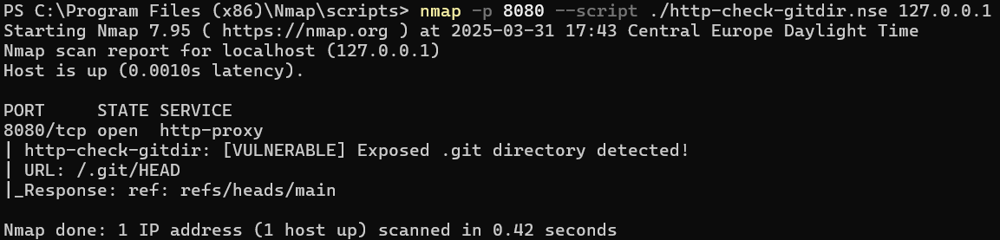 PS C:\Program Files (x86)\Nmap\scripts> nmap -p 8080 --script ./http-check-gitdir.nse 127.0.0.1
Starting Nmap 7.95 ( https://nmap.org ) at 2025-03-31 17:43 Central Europe Daylight Time
Nmap scan report for localhost (127.0.0.1)
Host is up (0.0010s latency).

PORT     STATE SERVICE
8080/tcp open  http-proxy
| http-check-gitdir: [VULNERABLE] Exposed .git directory detected!
| URL: /.git/HEAD
|_Response: ref: refs/heads/main

Nmap done: 1 IP address (1 host up) scanned in 0.42 seconds